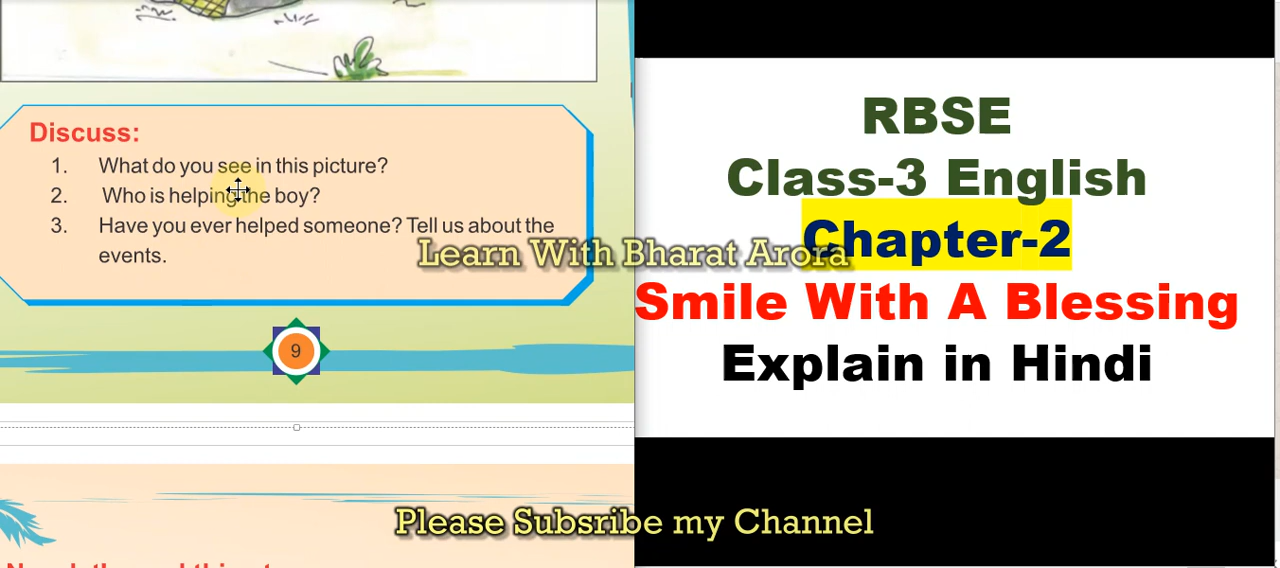 Discuss:
1. What do you see in this picture?
2. Who is helping the boy?
3. Have you ever helped someone? Tell us about the
events.
9
RBSE
Class-3 English
Chapter-2
Smile With A Blessing
Explain in Hindi
Learn With Bharat Arora
Please Subsribe my Channel